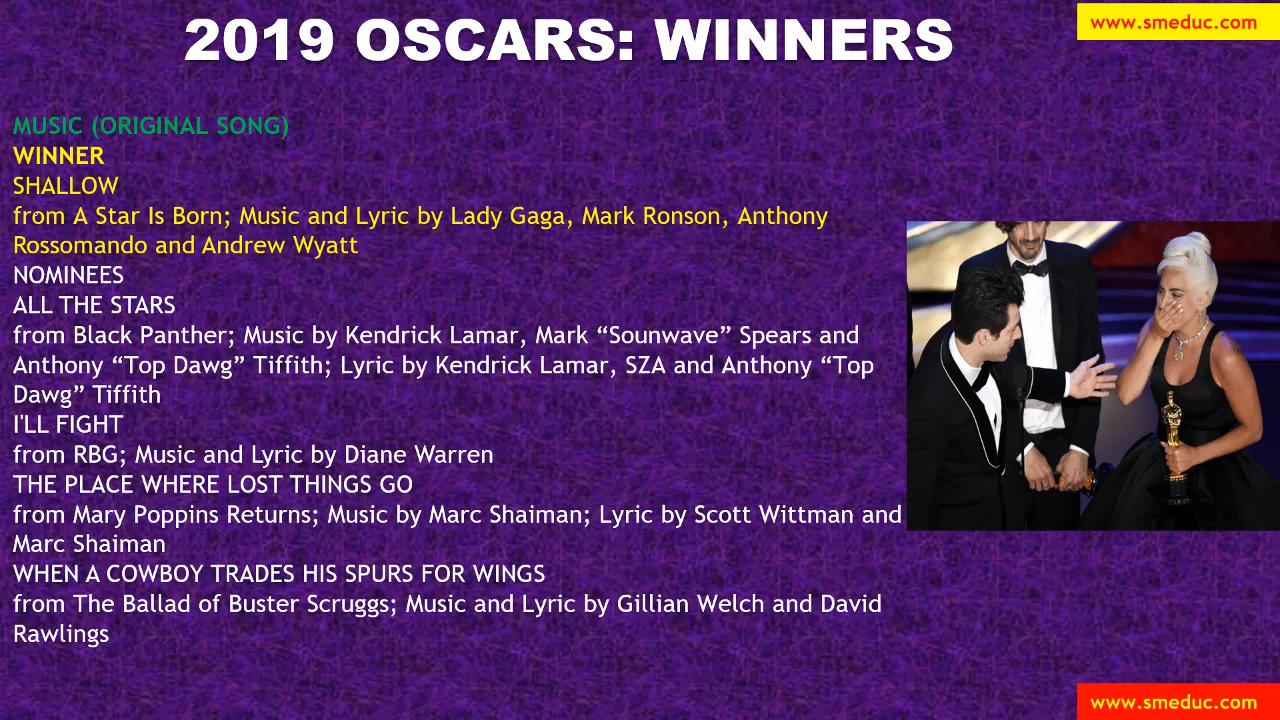 2019 OSCARS: WINNERS
www.smeduc.com
MUSIC (ORIGINAL SONG)
WINNER
SHALLOW
from A Star Is Born; Music and Lyric by Lady Gaga, Mark Ronson, Anthony
Rossomando and Andrew Wyatt
NOMINEES
ALL THE STARS
from Black Panther; Music by Kendrick Lamar, Mark “Sounwave” Spears and
Anthony “Top Dawg” Tiffith; Lyric by Kendrick Lamar, SZA and Anthony “Top
Dawg” Tiffith
I'LL FIGHT
from RBG; Music and Lyric by Diane Warren
THE PLACE WHERE LOST THINGS GO
from Mary Poppins Returns; Music by Marc Shaiman; Lyric by Scott Wittman and
Marc Shaiman
WHEN A COWBOY TRADES HIS SPURS FOR WINGS
from The Ballad of Buster Scruggs; Music and Lyric by Gillian Welch and David
Rawlings
www.smeduc.com